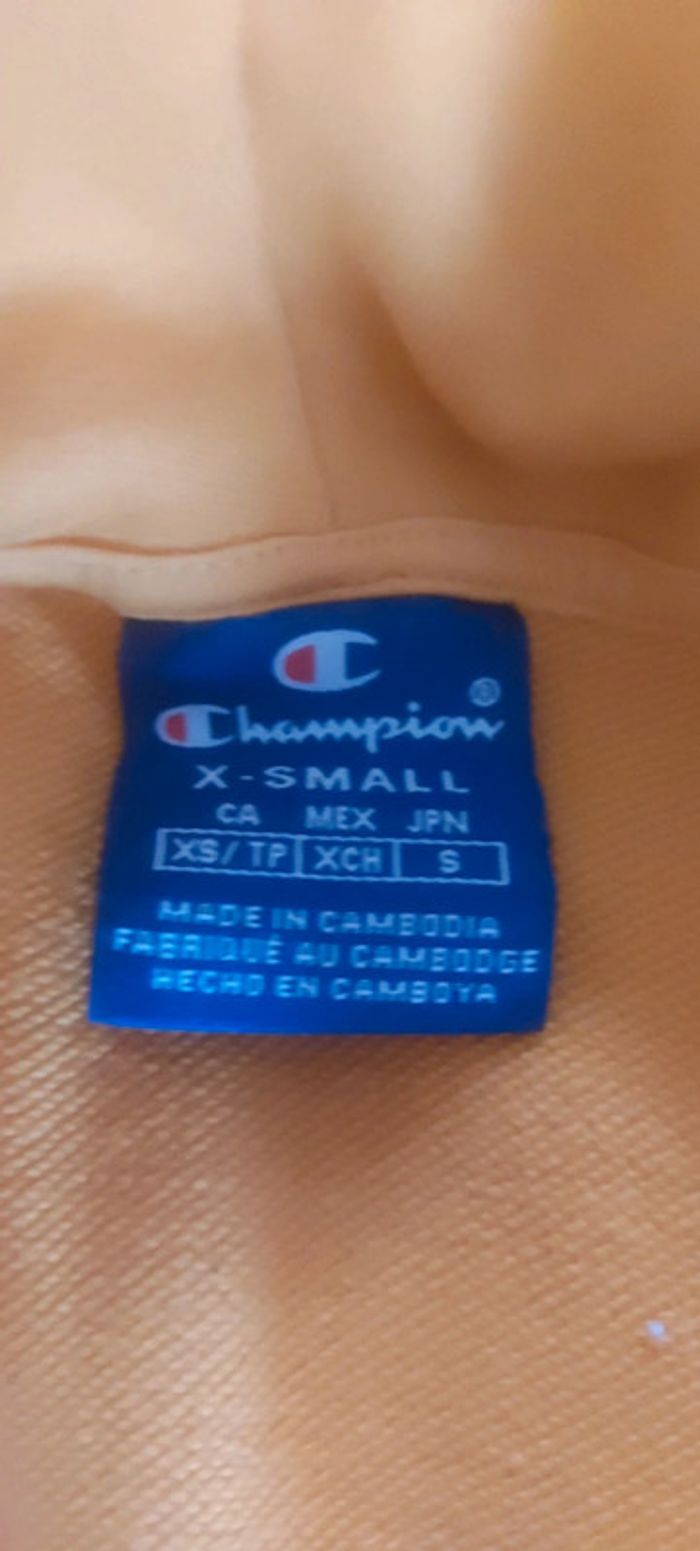 Champion®
X-SMALL
CA MEX JPN
XS/TP XCH S
MADE IN CAMBODIA
FABRIQUÉ AU CAMBODGE
HECHO EN CAMBOYA